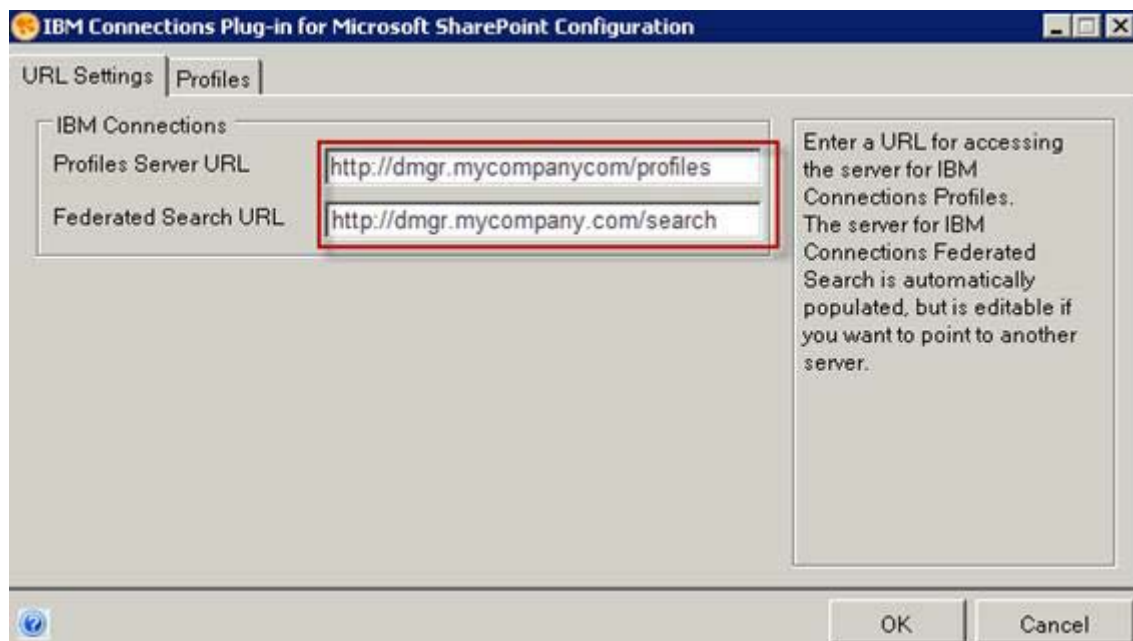 IBM Connections Plug-in for Microsoft SharePoint Configuration
URL Settings
Profiles
IBM Connections
Profiles Server URL
http://dmgr.mycompanycom/profiles
Federated Search URL
http://dmgr.mycompany.com/search
Enter a URL for accessing
the server for IBM
Connections Profiles.
The server for IBM
Connections Federated
Search is automatically
populated, but is editable if
you want to point to another
server.
?
OK
Cancel